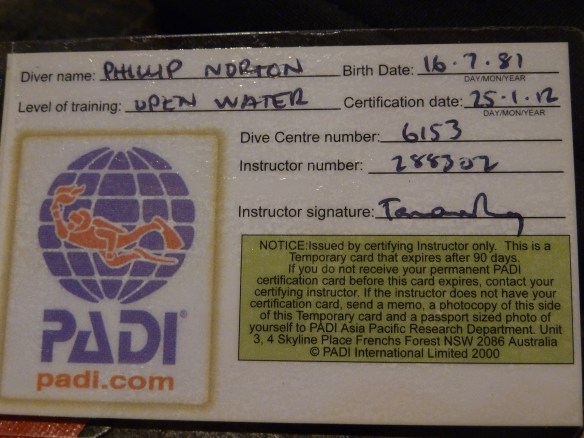 Diver name: PHILLIP NORTON Birth Date: 16.7.81
DAY/MON/YEAR
Level of training: OPEN WATER Certification date: 25.1.12
DAY/MON/YEAR
Dive Centre number: 6153
Instructor number: 288302
Instructor signature:
NOTICE:Issued by certifying Instructor only. This is a
Temporary card that expires after 90 days.
If you do not receive your permanent PADI
certification card before this card expires, contact your
certifying instructor. If the instructor does not have your
certification card, send a memo, a photocopy of this side
of this Temporary card and a passport sized photo of
yourself to PADI Asia Pacific Research Department. Unit
3, 4 Skyline Place Frenchs Forest NSW 2086 Australia
© PADI International Limited 2000
PADI®
padi.com